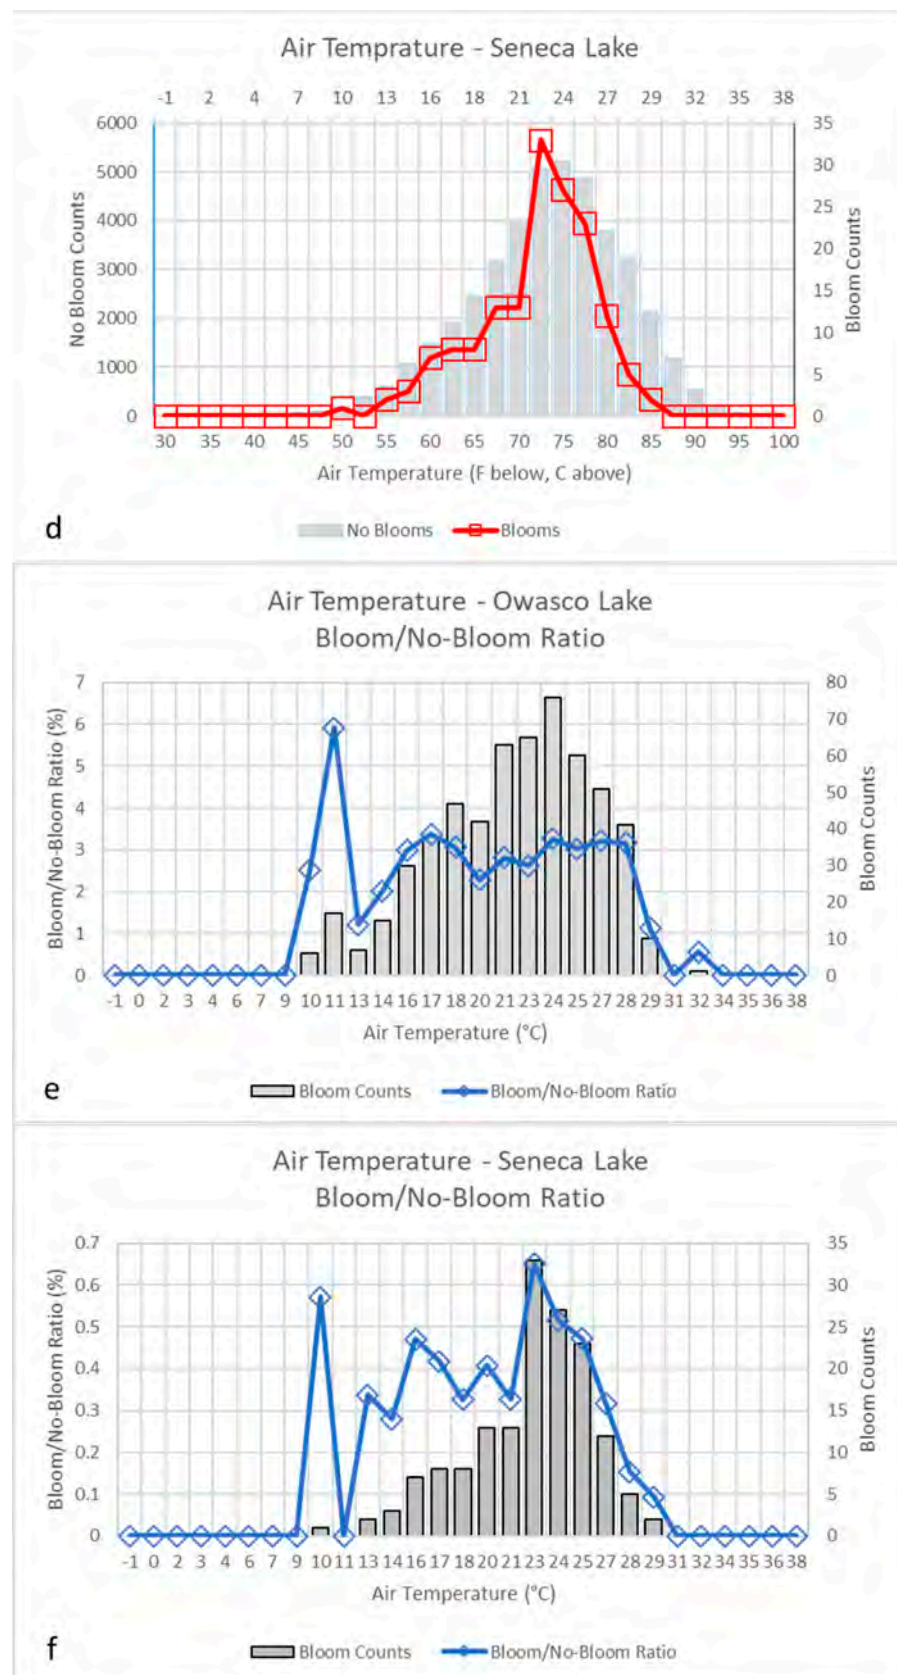 Air Temprature - Seneca Lake
-1 2 4 7 10 13 16 18 21 24 27 29 32 35 38
6000 35
5000 30
4000 25
3000 20
2000 15
1000 10
0 5
0
No Bloom Counts
Bloom Counts
30 35 40 45 50 55 60 65 70 75 80 85 90 95 100
Air Temperature (F below, C above)
d
No Blooms Blooms
Air Temperature - Owasco Lake
Bloom/No-Bloom Ratio
7 80
6 70
5 60
4 50
3 40
2 30
1 20
0 10
0
Bloom/No-Bloom Ratio (%)
Bloom Counts
-1 0 2 3 4 6 7 9 10 11 13 14 16 17 18 20 21 23 24 25 27 28 29 31 32 34 35 36 38
Air Temperature (°C)
e
Bloom Counts Bloom/No-Bloom Ratio
Air Temperature - Seneca Lake
Bloom/No-Bloom Ratio
0.7 35
0.6 30
0.5 25
0.4 20
0.3 15
0.2 10
0.1 5
0 0
Bloom/No-Bloom Ratio (%)
Bloom Counts
-1 0 2 3 4 6 7 9 10 11 13 14 16 17 18 20 21 23 24 25 27 28 29 31 32 34 35 36 38
Air Temperature (°C)
f
Bloom Counts Bloom/No-Bloom Ratio